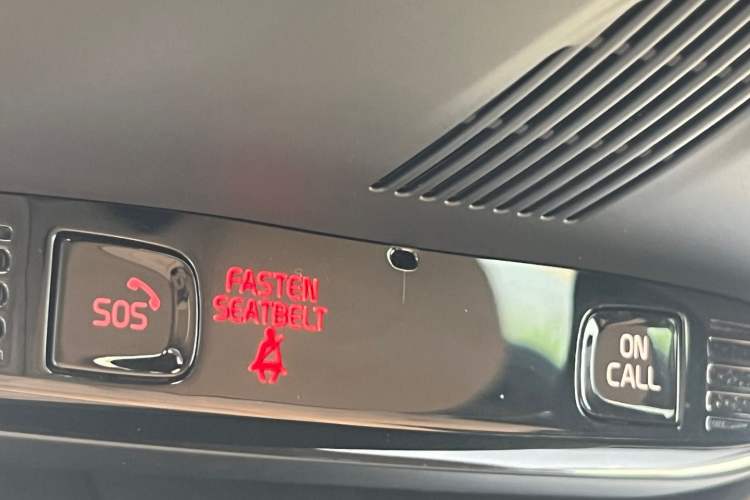 SOS
FASTEN
SEATBELT
ON
CALL